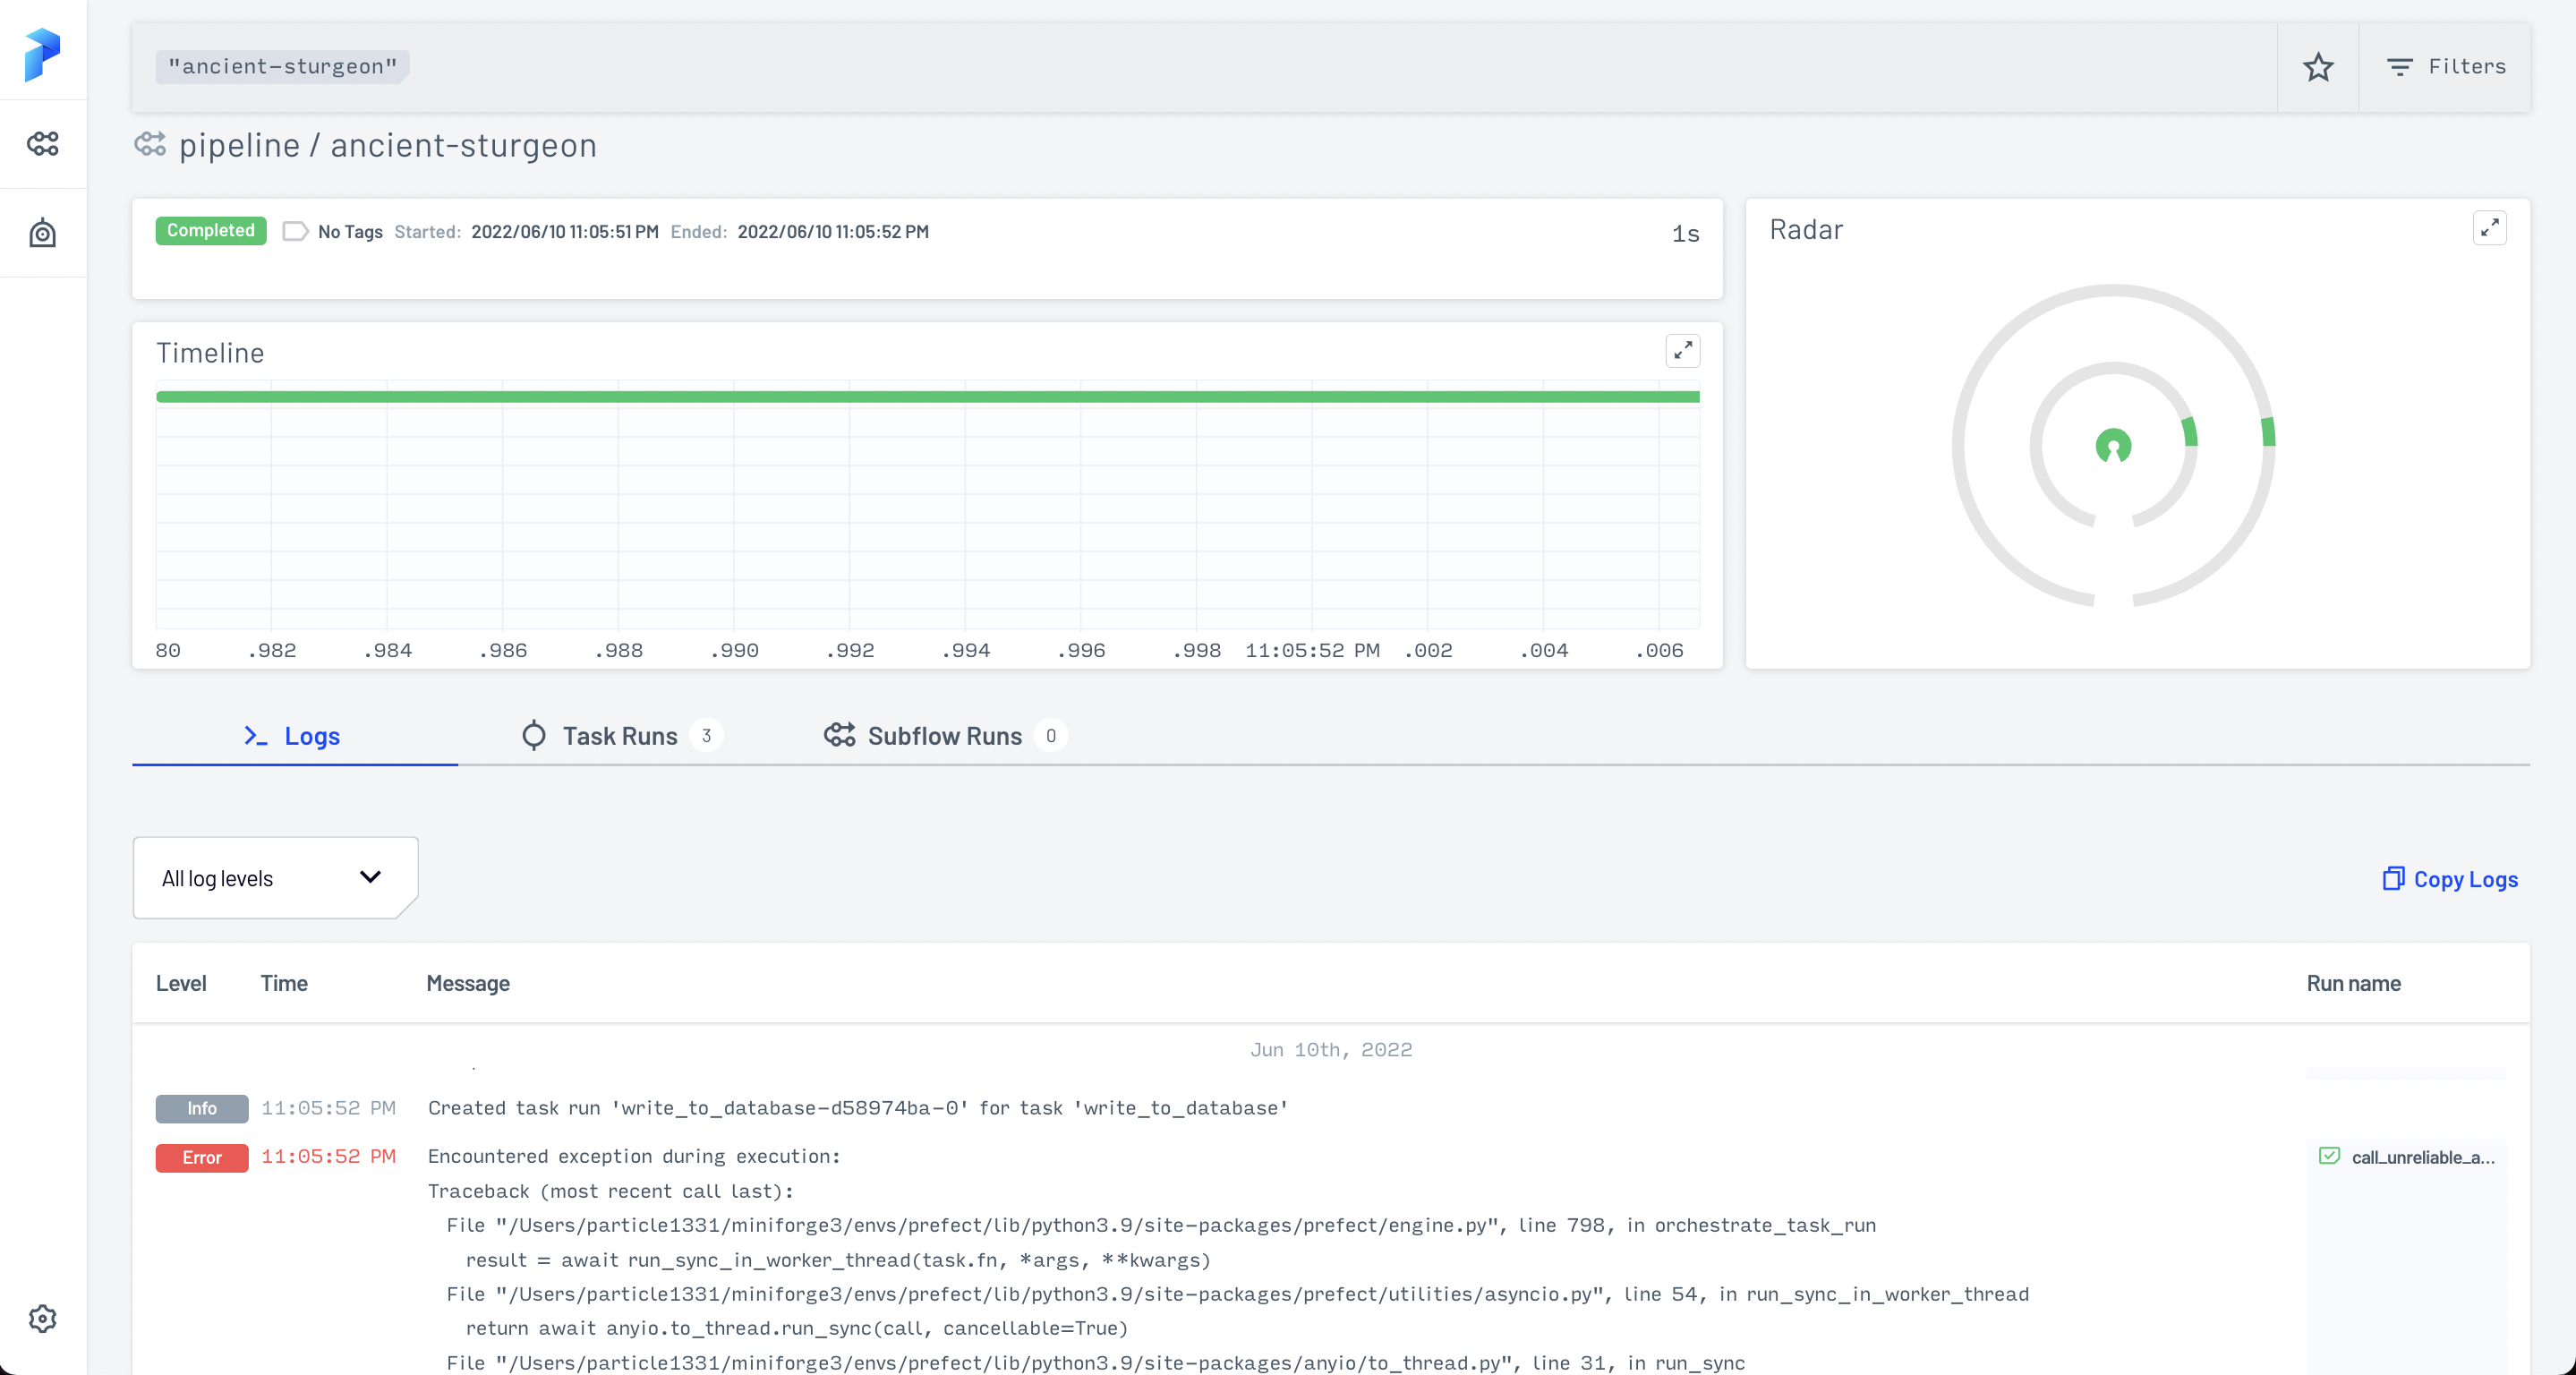 "ancient-sturgeon"
Filters
pipeline / ancient-sturgeon
Completed No Tags Started: 2022/06/10 11:05:51 PM Ended: 2022/06/10 11:05:52 PM 1s
Radar
Timeline
80 .982 .984 .986 .988 .990 .992 .994 .996 .998 11:05:52 PM .002 .004 .006
Logs Task Runs 3 Subflow Runs 0
All log levels
Copy Logs
Level Time Message Run name
Jun 10th, 2022
Info 11:05:52 PM Created task run 'write_to_database-d58974ba-0' for task 'write_to_database'
Error 11:05:52 PM Encountered exception during execution: call_unreliable_a...
Traceback (most recent call last):
File "/Users/particle1331/miniforge3/envs/prefect/lib/python3.9/site-packages/prefect/engine.py", line 798, in orchestrate_task_run
result = await run_sync_in_worker_thread(task.fn, *args, **kwargs)
File "/Users/particle1331/miniforge3/envs/prefect/lib/python3.9/site-packages/prefect/utilities/asyncio.py", line 54, in run_sync_in_worker_thread
return await anyio.to_thread.run_sync(call, cancellable=True)
File "/Users/particle1331/miniforge3/envs/prefect/lib/python3.9/site-packages/anyio/to_thread.py", line 31, in run_sync